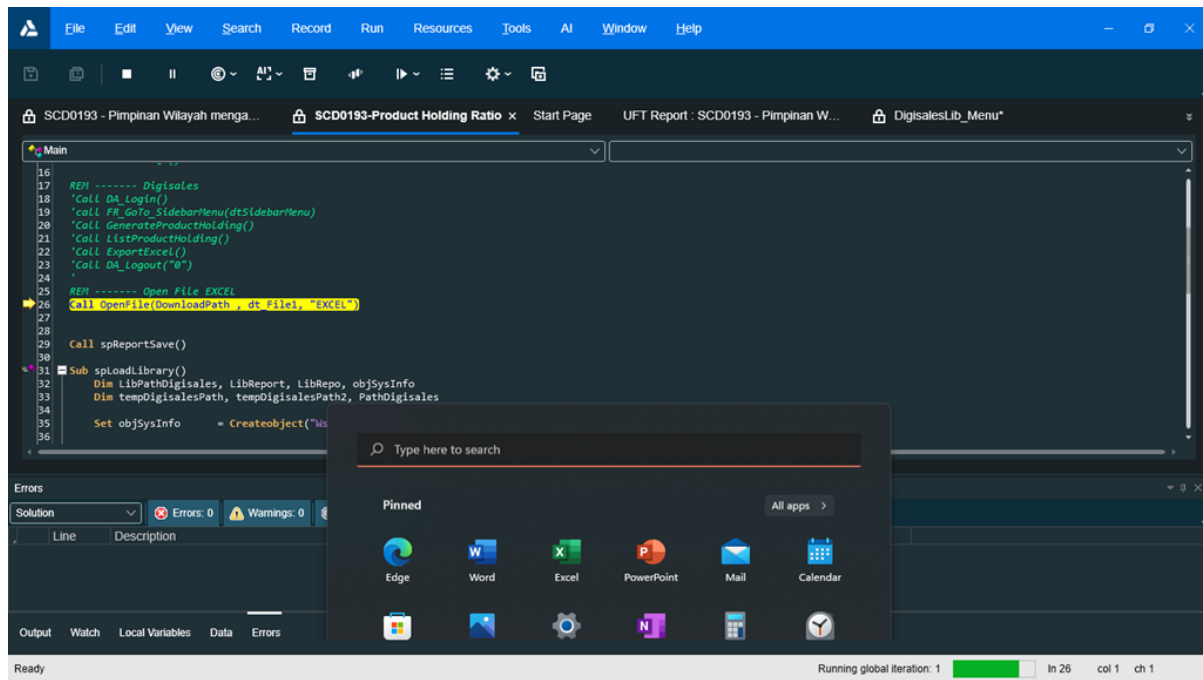 File Edit View Search Record Run Resources Tools AI Window Help
SCD0193 - Pimpinan Wilayah menga... SCD0193-Product Holding Ratio × Start Page UFT Report : SCD0193 - Pimpinan W... DigisalesLib_Menu*
Main
16
17 REM ------- Digisales
18 'Call DA_Login()
19 'call FR_GoTo_SidebarMenu(dtSidebarMenu)
20 'Call GenerateProductHolding()
21 'Call ListProductHolding()
22 'Call ExportExcel()
23 'Call DA_Logout("0")
24 '
25 REM ------- Open File EXCEL
26 Call OpenFile(DownloadPath , dt_File1, "EXCEL")
27
28
29 Call spReportSave()
30
31 Sub spLoadLibrary()
32 Dim LibPathDigisales, LibReport, LibRepo, objSysInfo
33 Dim tempDigisalesPath, tempDigisalesPath2, PathDigisales
34
35 Set objSysInfo = Createobject("Ws
36
Type here to search
Pinned All apps >
Edge Word Excel PowerPoint Mail Calendar
Errors
Solution Errors: 0 Warnings: 0
Line Description
Output Watch Local Variables Data Errors
Ready Running global iteration: 1 ln 26 col 1 ch 1